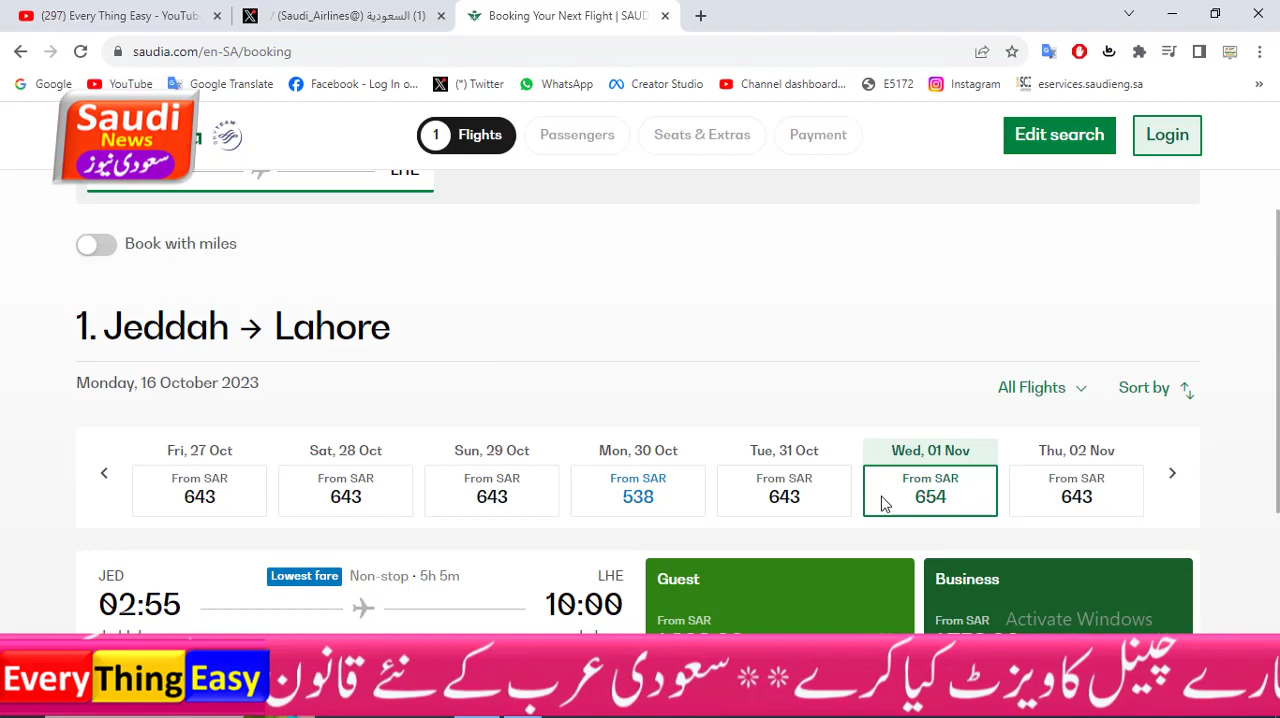 (297) Every Thing Easy - YouTub
السعودية (@Saudi_Airlines) / (1)
Booking Your Next Flight | SAUD
saudia.com/en-SA/booking
Google
YouTube
Google Translate
Facebook - Log In o...
(*) Twitter
WhatsApp
Creator Studio
Channel dashboard...
E5172
Instagram
eservices.saudieng.sa
»
Saudi
News
سعودی نیوز
1 Flights
Passengers
Seats & Extras
Payment
Edit search
Login
LHE
Book with miles
1. Jeddah → Lahore
Monday, 16 October 2023
All Flights
Sort by
Fri, 27 Oct
From SAR
643
Sat, 28 Oct
From SAR
643
Sun, 29 Oct
From SAR
643
Mon, 30 Oct
From SAR
538
Tue, 31 Oct
From SAR
643
Wed, 01 Nov
From SAR
654
Thu, 02 Nov
From SAR
643
JED
02:55
Lowest fare
Non-stop · 5h 5m
LHE
10:00
Guest
From SAR
Business
From SAR
Activate Windows
EveryThing Easy
ارے چینل کا ویزٹ کیا کرے ** سعودی عرب کے نئے قانون